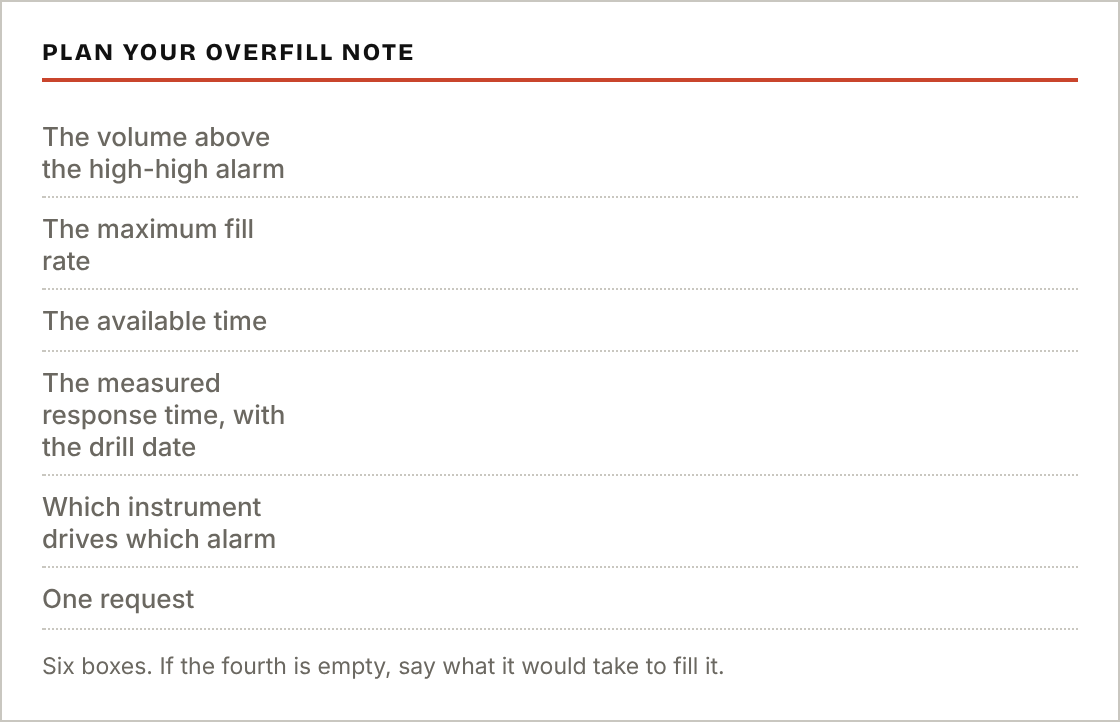 PLAN YOUR OVERFILL NOTE
The volume above
the high-high alarm
The maximum fill
rate
The available time
The measured
response time, with
the drill date
Which instrument
drives which alarm
One request
Six boxes. If the fourth is empty, say what it would take to fill it.